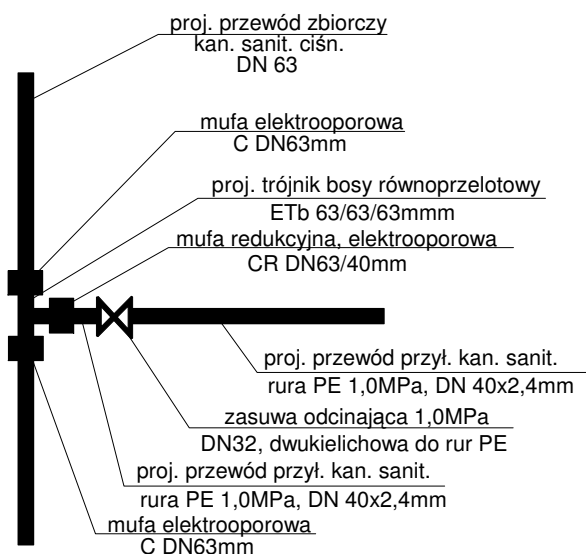 proj. przewód zbiorczy
kan. sanit. ciśn.
DN 63
mufa elektrooporowa
C DN63mm
proj. trójnik bosy równoprzelotowy
ETb 63/63/63mmm
mufa redukcyjna, elektrooporowa
CR DN63/40mm
proj. przewód przył. kan. sanit.
rura PE 1,0MPa, DN 40x2,4mm
zasuwa odcinająca 1,0MPa
DN32, dwukielichowa do rur PE
proj. przewód przył. kan. sanit.
rura PE 1,0MPa, DN 40x2,4mm
mufa elektrooporowa
C DN63mm